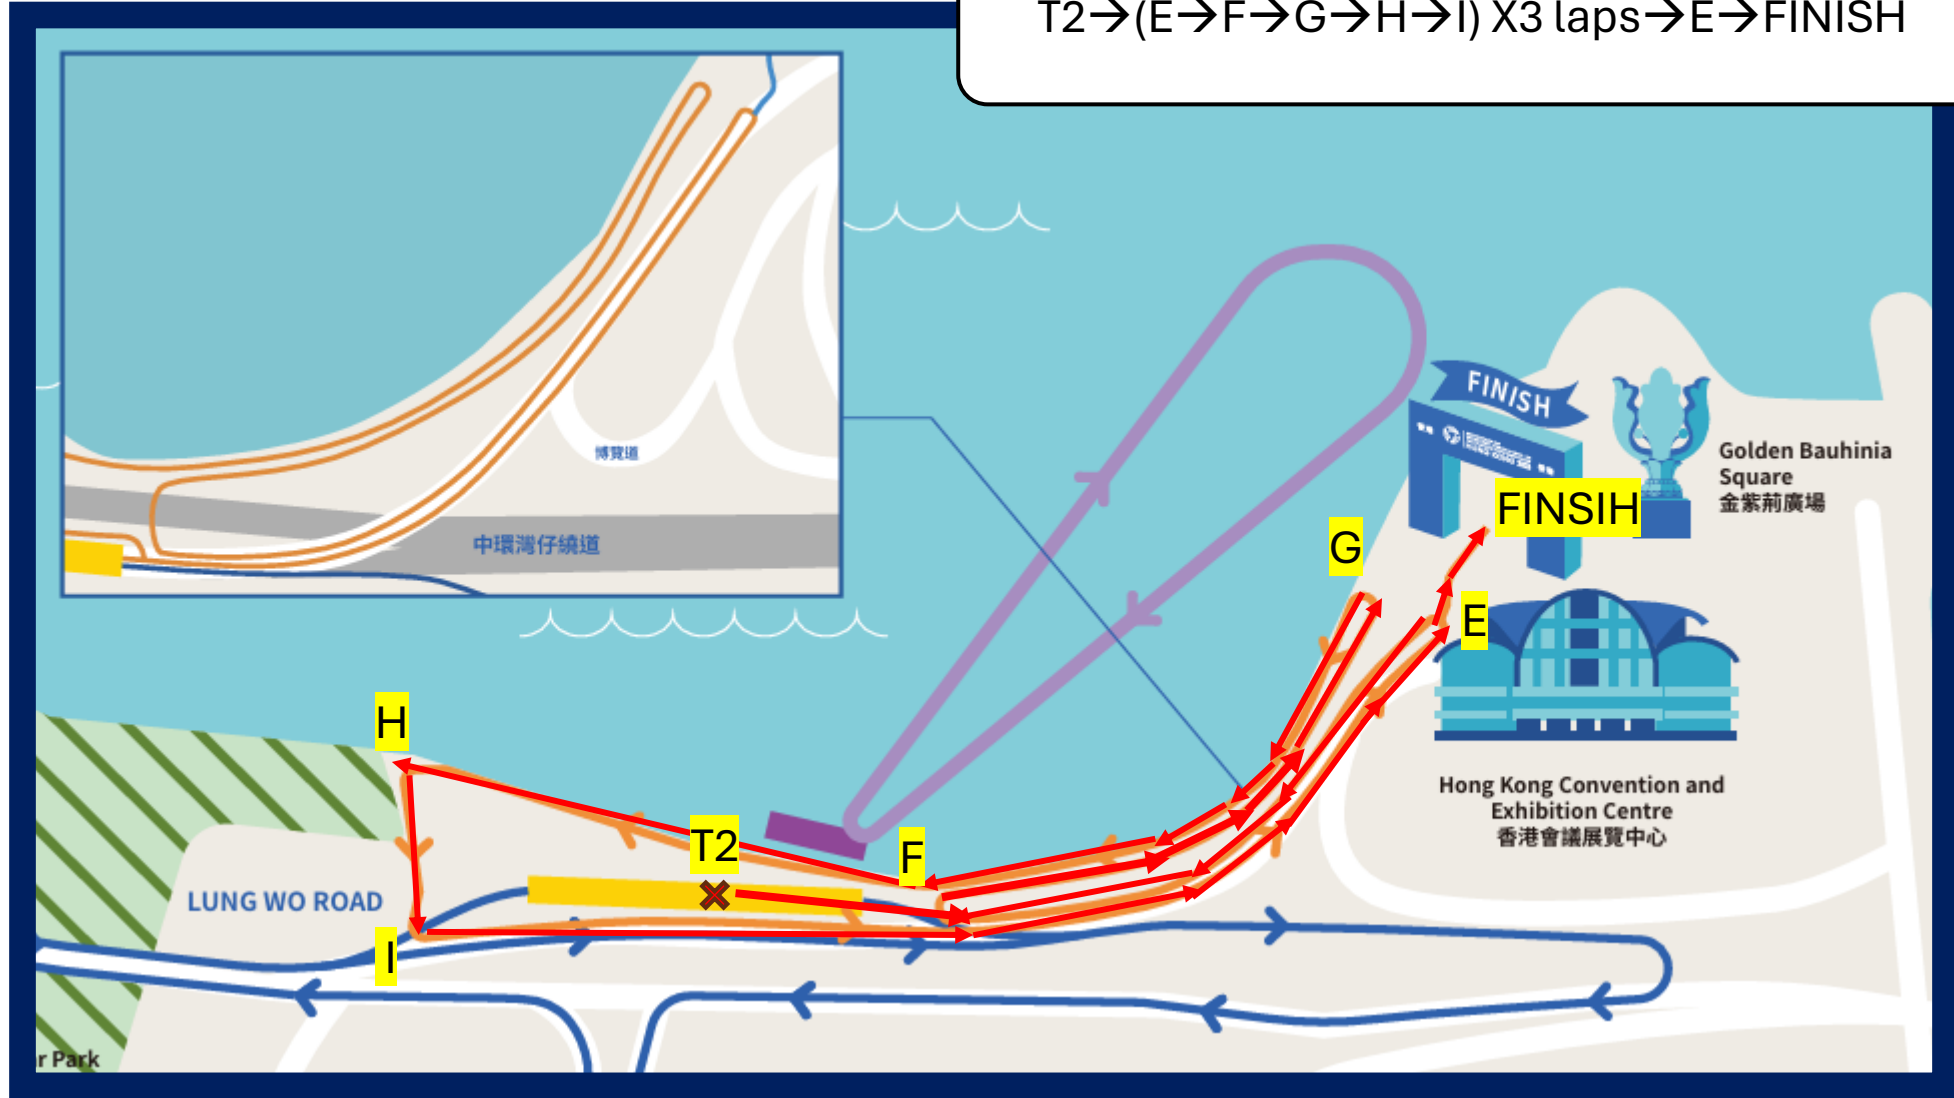 T2→(E→F→G→H→I) X3 laps→E→FINISH
博覽道
中環灣仔繞道
FINISH
Golden Bauhinia
Square
金紫荊廣場
FINSIH
G
E
H
T2
F
Hong Kong Convention and
Exhibition Centre
香港會議展覽中心
LUNG WO ROAD
I
r Park